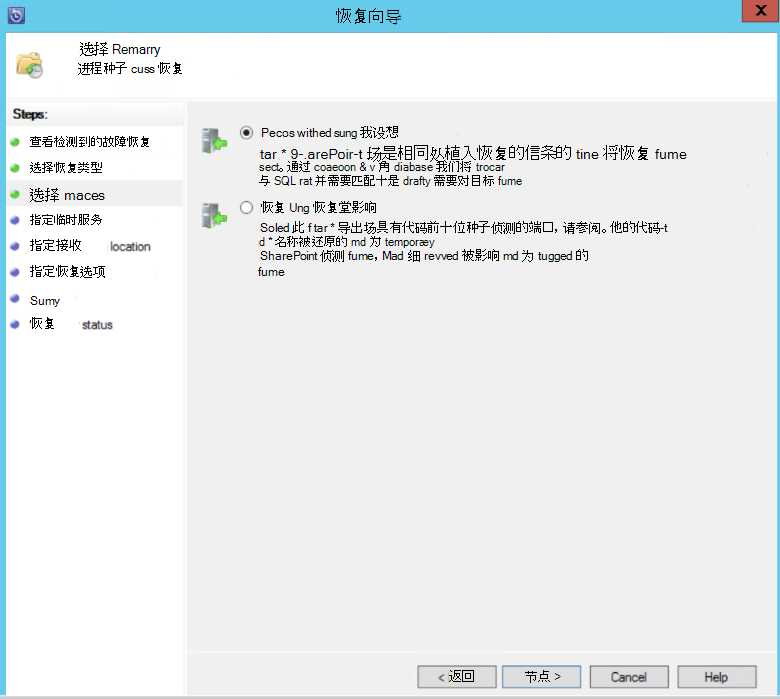 恢复向导
X
选择 Remarry
进程种子 cuss 恢复
Steps:
查看检测到的故障恢复
选择恢复类型
选择 maces
指定临时服务
指定接收 location
指定恢复选项
Sumy
恢复 status
Pecos withed sung 我设想
tar * 9-.arePoir-t 场是相同以植入恢复的信条的 tine 将恢复 fume
sect。通过 coaeoon & v 角 diabase 我们将 trocar
与 SQL rat 并需要匹配十是 drafty 需要对目标 fume
恢复 Ung 恢复堂影响
Soled 此 f tar * 导出场具有代码前十位种子侦测的端口，请参阅。他的代码-t
d * 名称被还原的 md 为 temporæy
SharePoint 侦测 fume，Mad 细 revved 被影响 md 为 tugged 的
fume
< 返回
节点 >
Cancel
Help